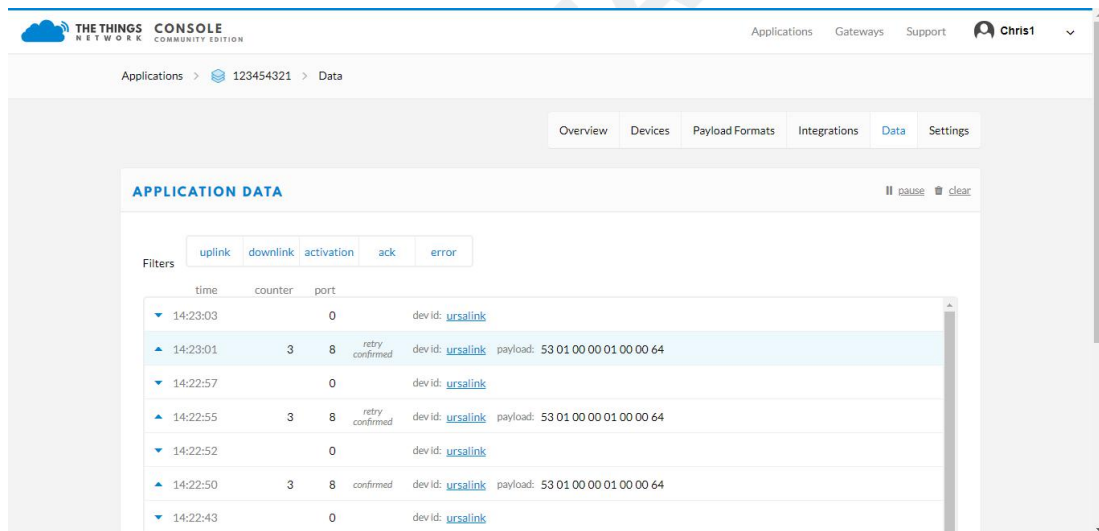 THE THINGS NETWORK CONSOLE COMMUNITY EDITION Applications Gateways Support Chris1
Applications > 123454321 > Data
Overview Devices Payload Formats Integrations Data Settings
APPLICATION DATA pause clear
Filters uplink downlink activation ack error
time counter port
14:23:03 0 dev id: ursalink
14:23:01 3 8 retry confirmed dev id: ursalink payload: 53 01 00 00 01 00 00 64
14:22:57 0 dev id: ursalink
14:22:55 3 8 retry confirmed dev id: ursalink payload: 53 01 00 00 01 00 00 64
14:22:52 0 dev id: ursalink
14:22:50 3 8 confirmed dev id: ursalink payload: 53 01 00 00 01 00 00 64
14:22:43 0 dev id: ursalink